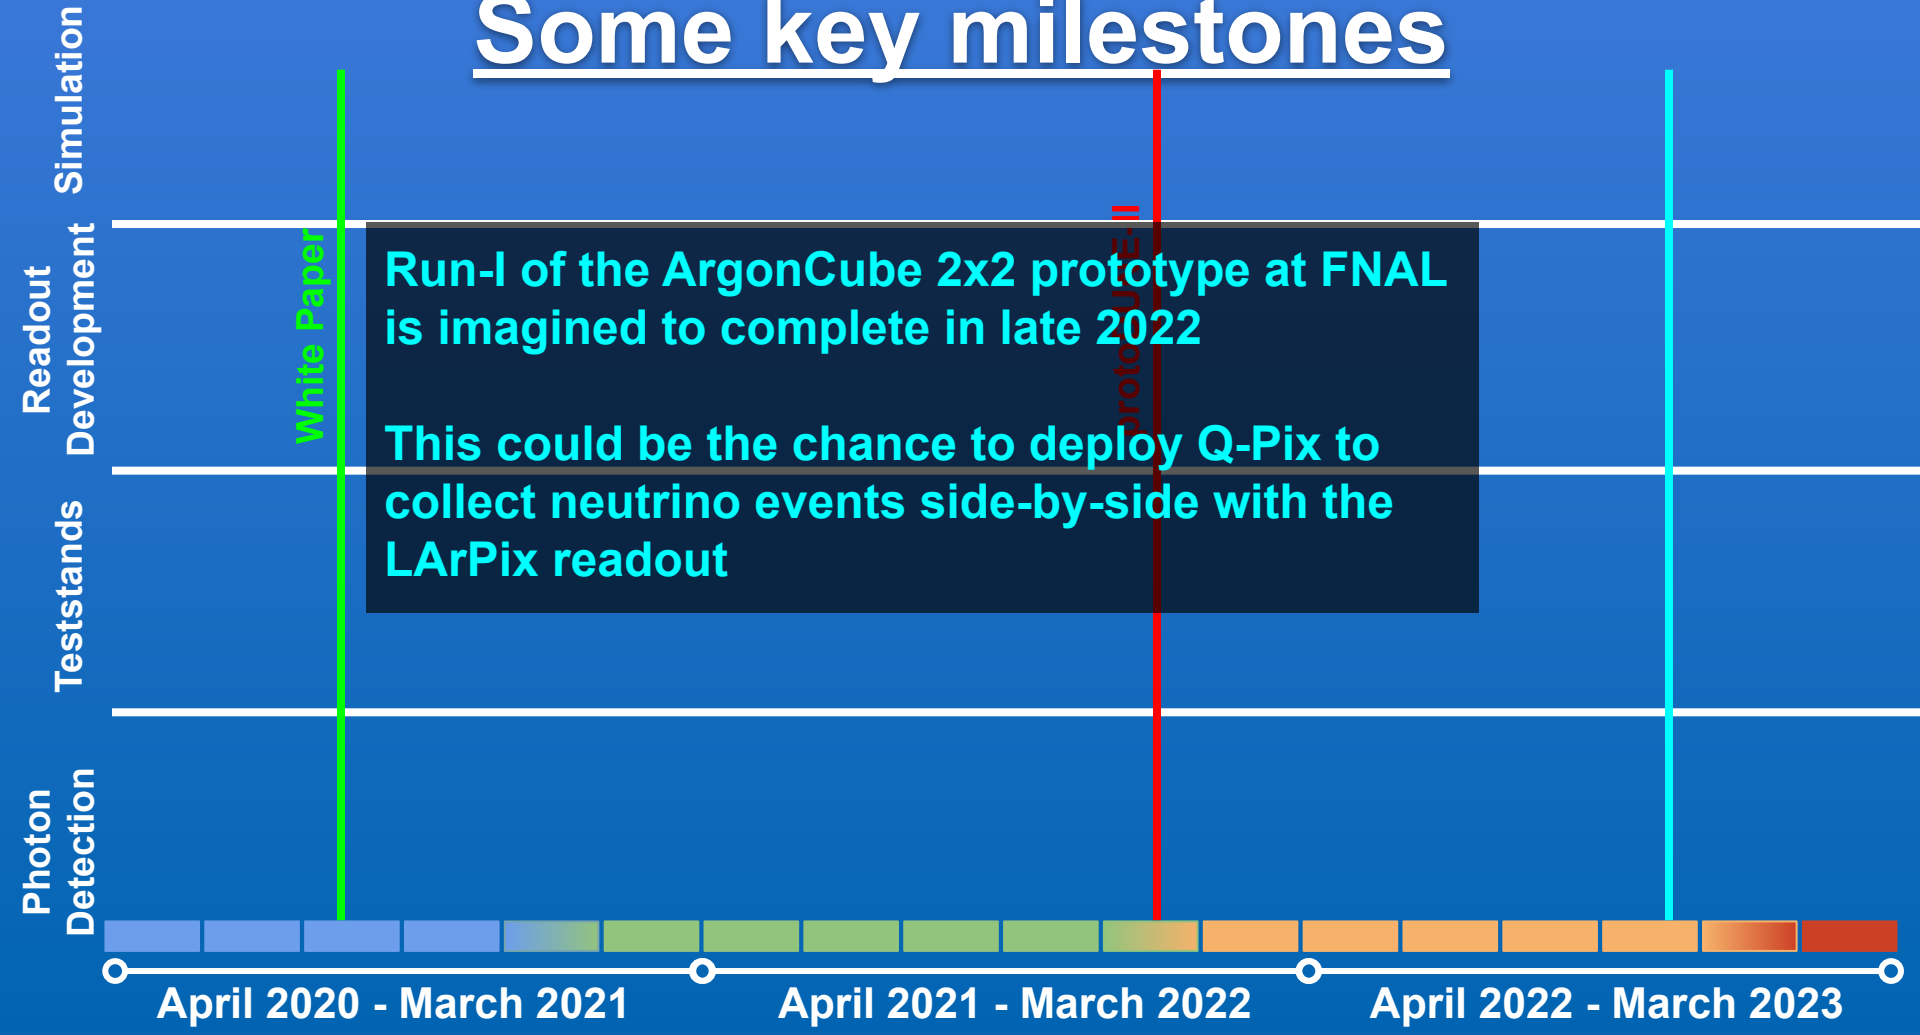 Some key milestones
Simulation
Readout
Development
Teststands
Photon
Detection
White Paper
protoDUNE-II
Run-I of the ArgonCube 2x2 prototype at FNAL
is imagined to complete in late 2022
This could be the chance to deploy Q-Pix to
collect neutrino events side-by-side with the
LArPix readout
April 2020 - March 2021
April 2021 - March 2022
April 2022 - March 2023